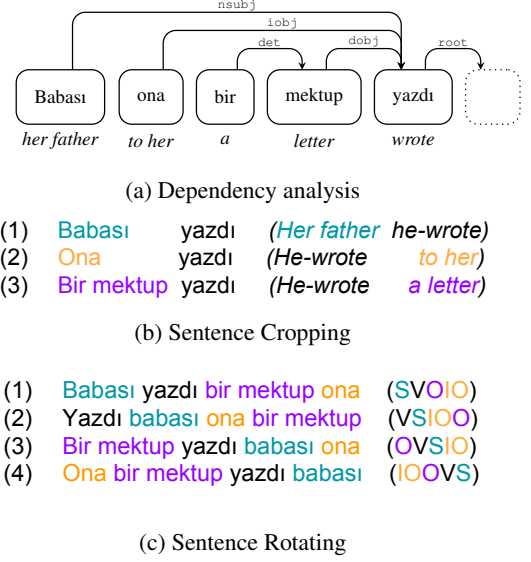 nsubj
iobj
det dobj root
Babası ona bir mektup yazdı
her father to her a letter wrote
(a) Dependency analysis
(1) Babası yazdı (Her father he-wrote)
(2) Ona yazdı (He-wrote to her)
(3) Bir mektup yazdı (He-wrote a letter)
(b) Sentence Cropping
(1) Babası yazdı bir mektup ona (SVOIO)
(2) Yazdı babası ona bir mektup (VSIOO)
(3) Bir mektup yazdı babası ona (OVSIO)
(4) Ona bir mektup yazdı babası (IOOVS)
(c) Sentence Rotating